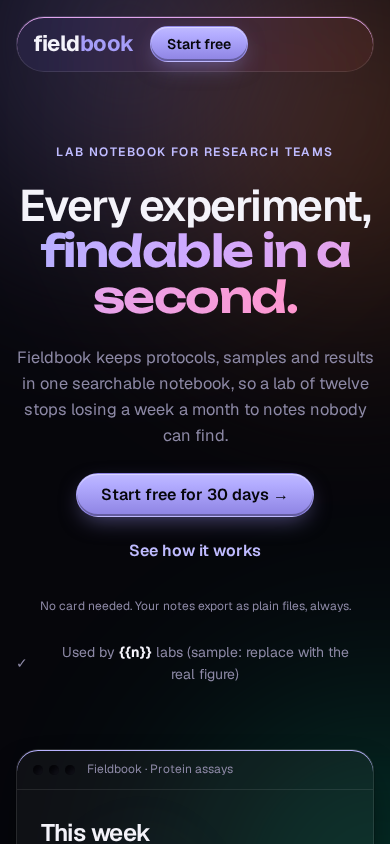 fieldbook
Start free
LAB NOTEBOOK FOR RESEARCH TEAMS
Every experiment,
findable in a
second.
Fieldbook keeps protocols, samples and results
in one searchable notebook, so a lab of twelve
stops losing a week a month to notes nobody
can find.
Start free for 30 days →
See how it works
No card needed. Your notes export as plain files, always.
✓ Used by {{n}} labs (sample: replace with the
real figure)
Fieldbook · Protein assays
This week